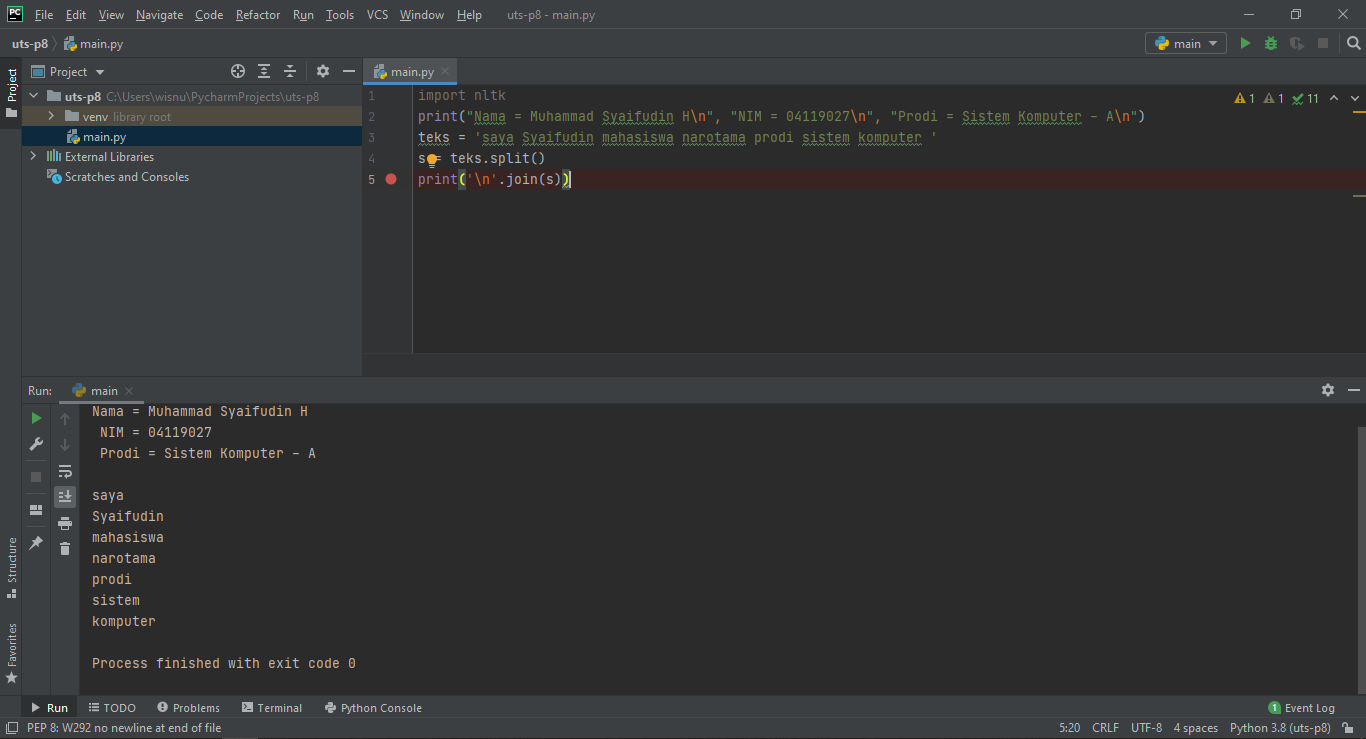 PC File Edit View Navigate Code Refactor Run Tools VCS Window Help uts-p8 - main.py
uts-p8 main.py main
Project main.py
Project
uts-p8 C:\Users\wisnu\PycharmProjects\uts-p8
venv library root
main.py
External Libraries
Scratches and Consoles
1 import nltk
2 print("Nama = Muhammad Syaifudin H\n", "NIM = 04119027\n", "Prodi = Sistem Komputer - A\n")
3 teks = 'saya Syaifudin mahasiswa narotama prodi sistem komputer '
4 s = teks.split()
5 print('\n'.join(s))
1 1 11
Run: main
Nama = Muhammad Syaifudin H
NIM = 04119027
Prodi = Sistem Komputer - A
saya
Syaifudin
mahasiswa
narotama
prodi
sistem
komputer
Process finished with exit code 0
Structure
Favorites
Run TODO Problems Terminal Python Console 1 Event Log
PEP 8: W292 no newline at end of file 5:20 CRLF UTF-8 4 spaces Python 3.8 (uts-p8)